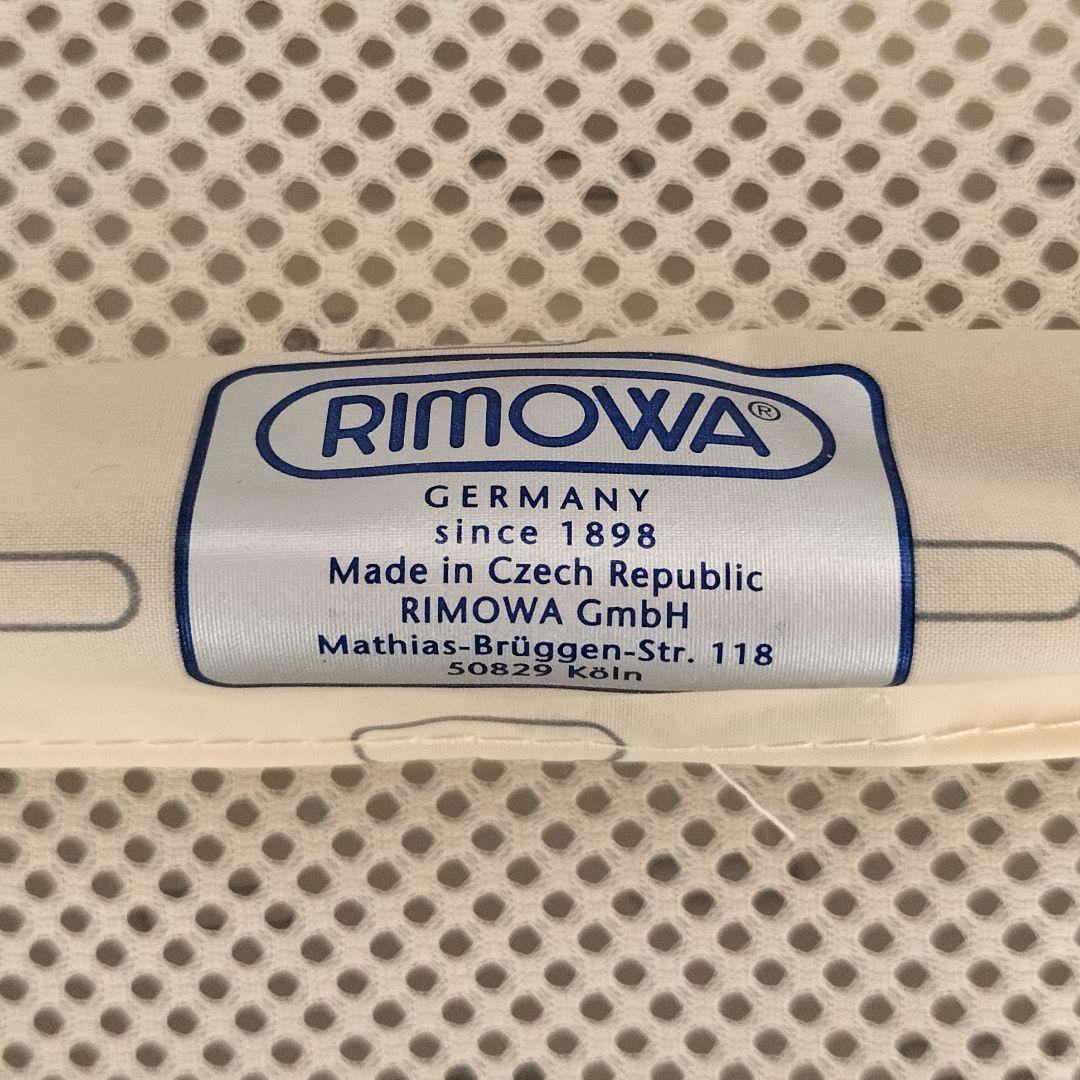 RIMOWA®
GERMANY
since 1898
Made in Czech Republic
RIMOWA GmbH
Mathias-Brüggen-Str. 118
50829 Köln